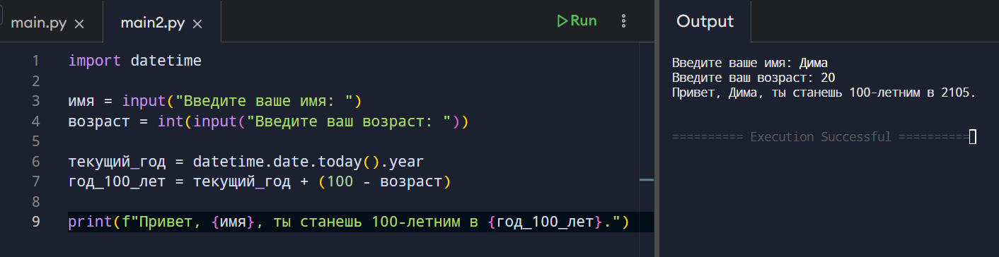 main.py ×
main2.py ×
Run
Output
1 import datetime
2
3 имя = input("Введите ваше имя: ")
4 возраст = int(input("Введите ваш возраст: "))
5
6 текущий_год = datetime.date.today().year
7 год_100_лет = текущий_год + (100 - возраст)
8
9 print(f"Привет, {имя}, ты станешь 100-летним в {год_100_лет}.")
Введите ваше имя: Дима
Введите ваш возраст: 20
Привет, Дима, ты станешь 100-летним в 2105.
========== Execution Successful ==========